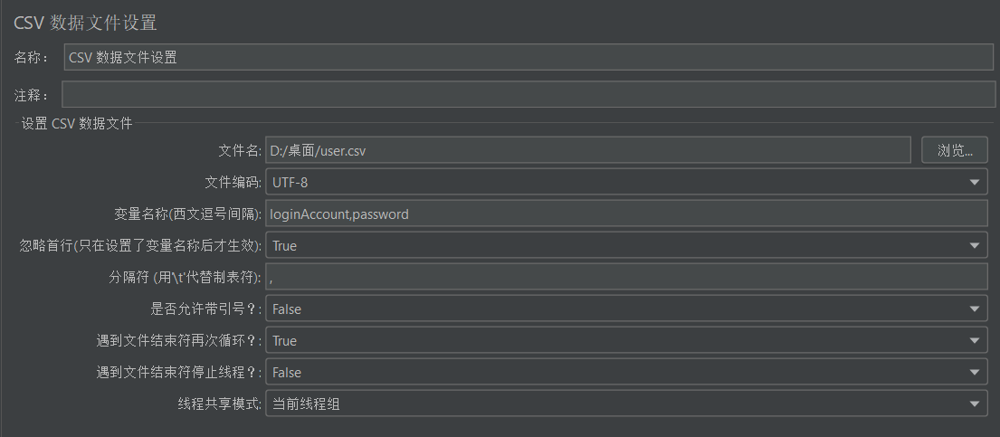 CSV 数据文件设置
名称： CSV 数据文件设置
注释：
设置 CSV 数据文件
文件名: D:/桌面/user.csv 浏览...
文件编码: UTF-8
变量名称(西文逗号间隔): loginAccount,password
忽略首行(只在设置了变量名称后才生效): True
分隔符 (用'\t'代替制表符): ,
是否允许带引号？: False
遇到文件结束符再次循环？: True
遇到文件结束符停止线程？: False
线程共享模式: 当前线程组